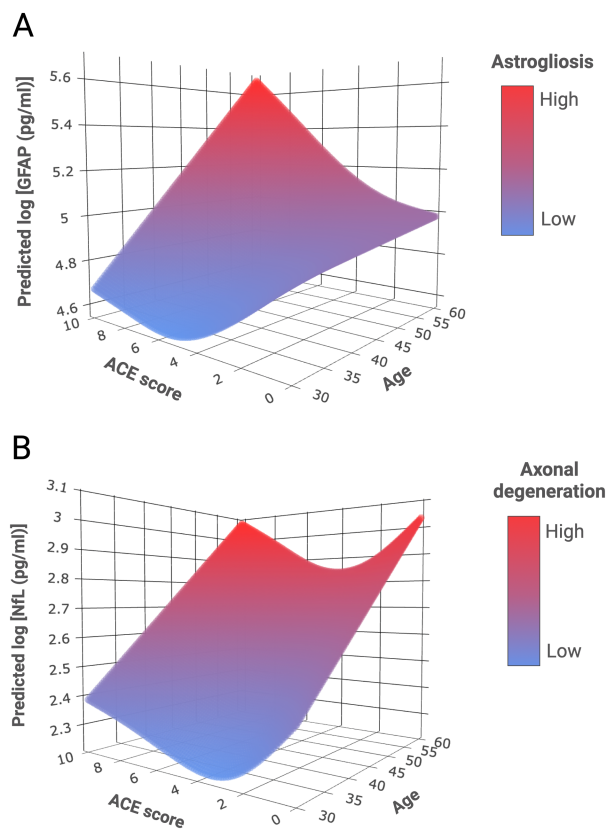 A
Astrogliosis
High
Low
Predicted log [GFAP (pg/ml)]
5.6
5.4
5.2
5
4.8
4.6
10
8
6
4
2
0
ACE score
30
35
40
45
50
55
60
Age
B
Axonal
degeneration
High
Low
Predicted log [NfL (pg/ml)]
3.1
3
2.9
2.8
2.7
2.6
2.5
2.4
2.3
10
8
6
4
2
0
ACE score
30
35
40
45
50
55
60
Age